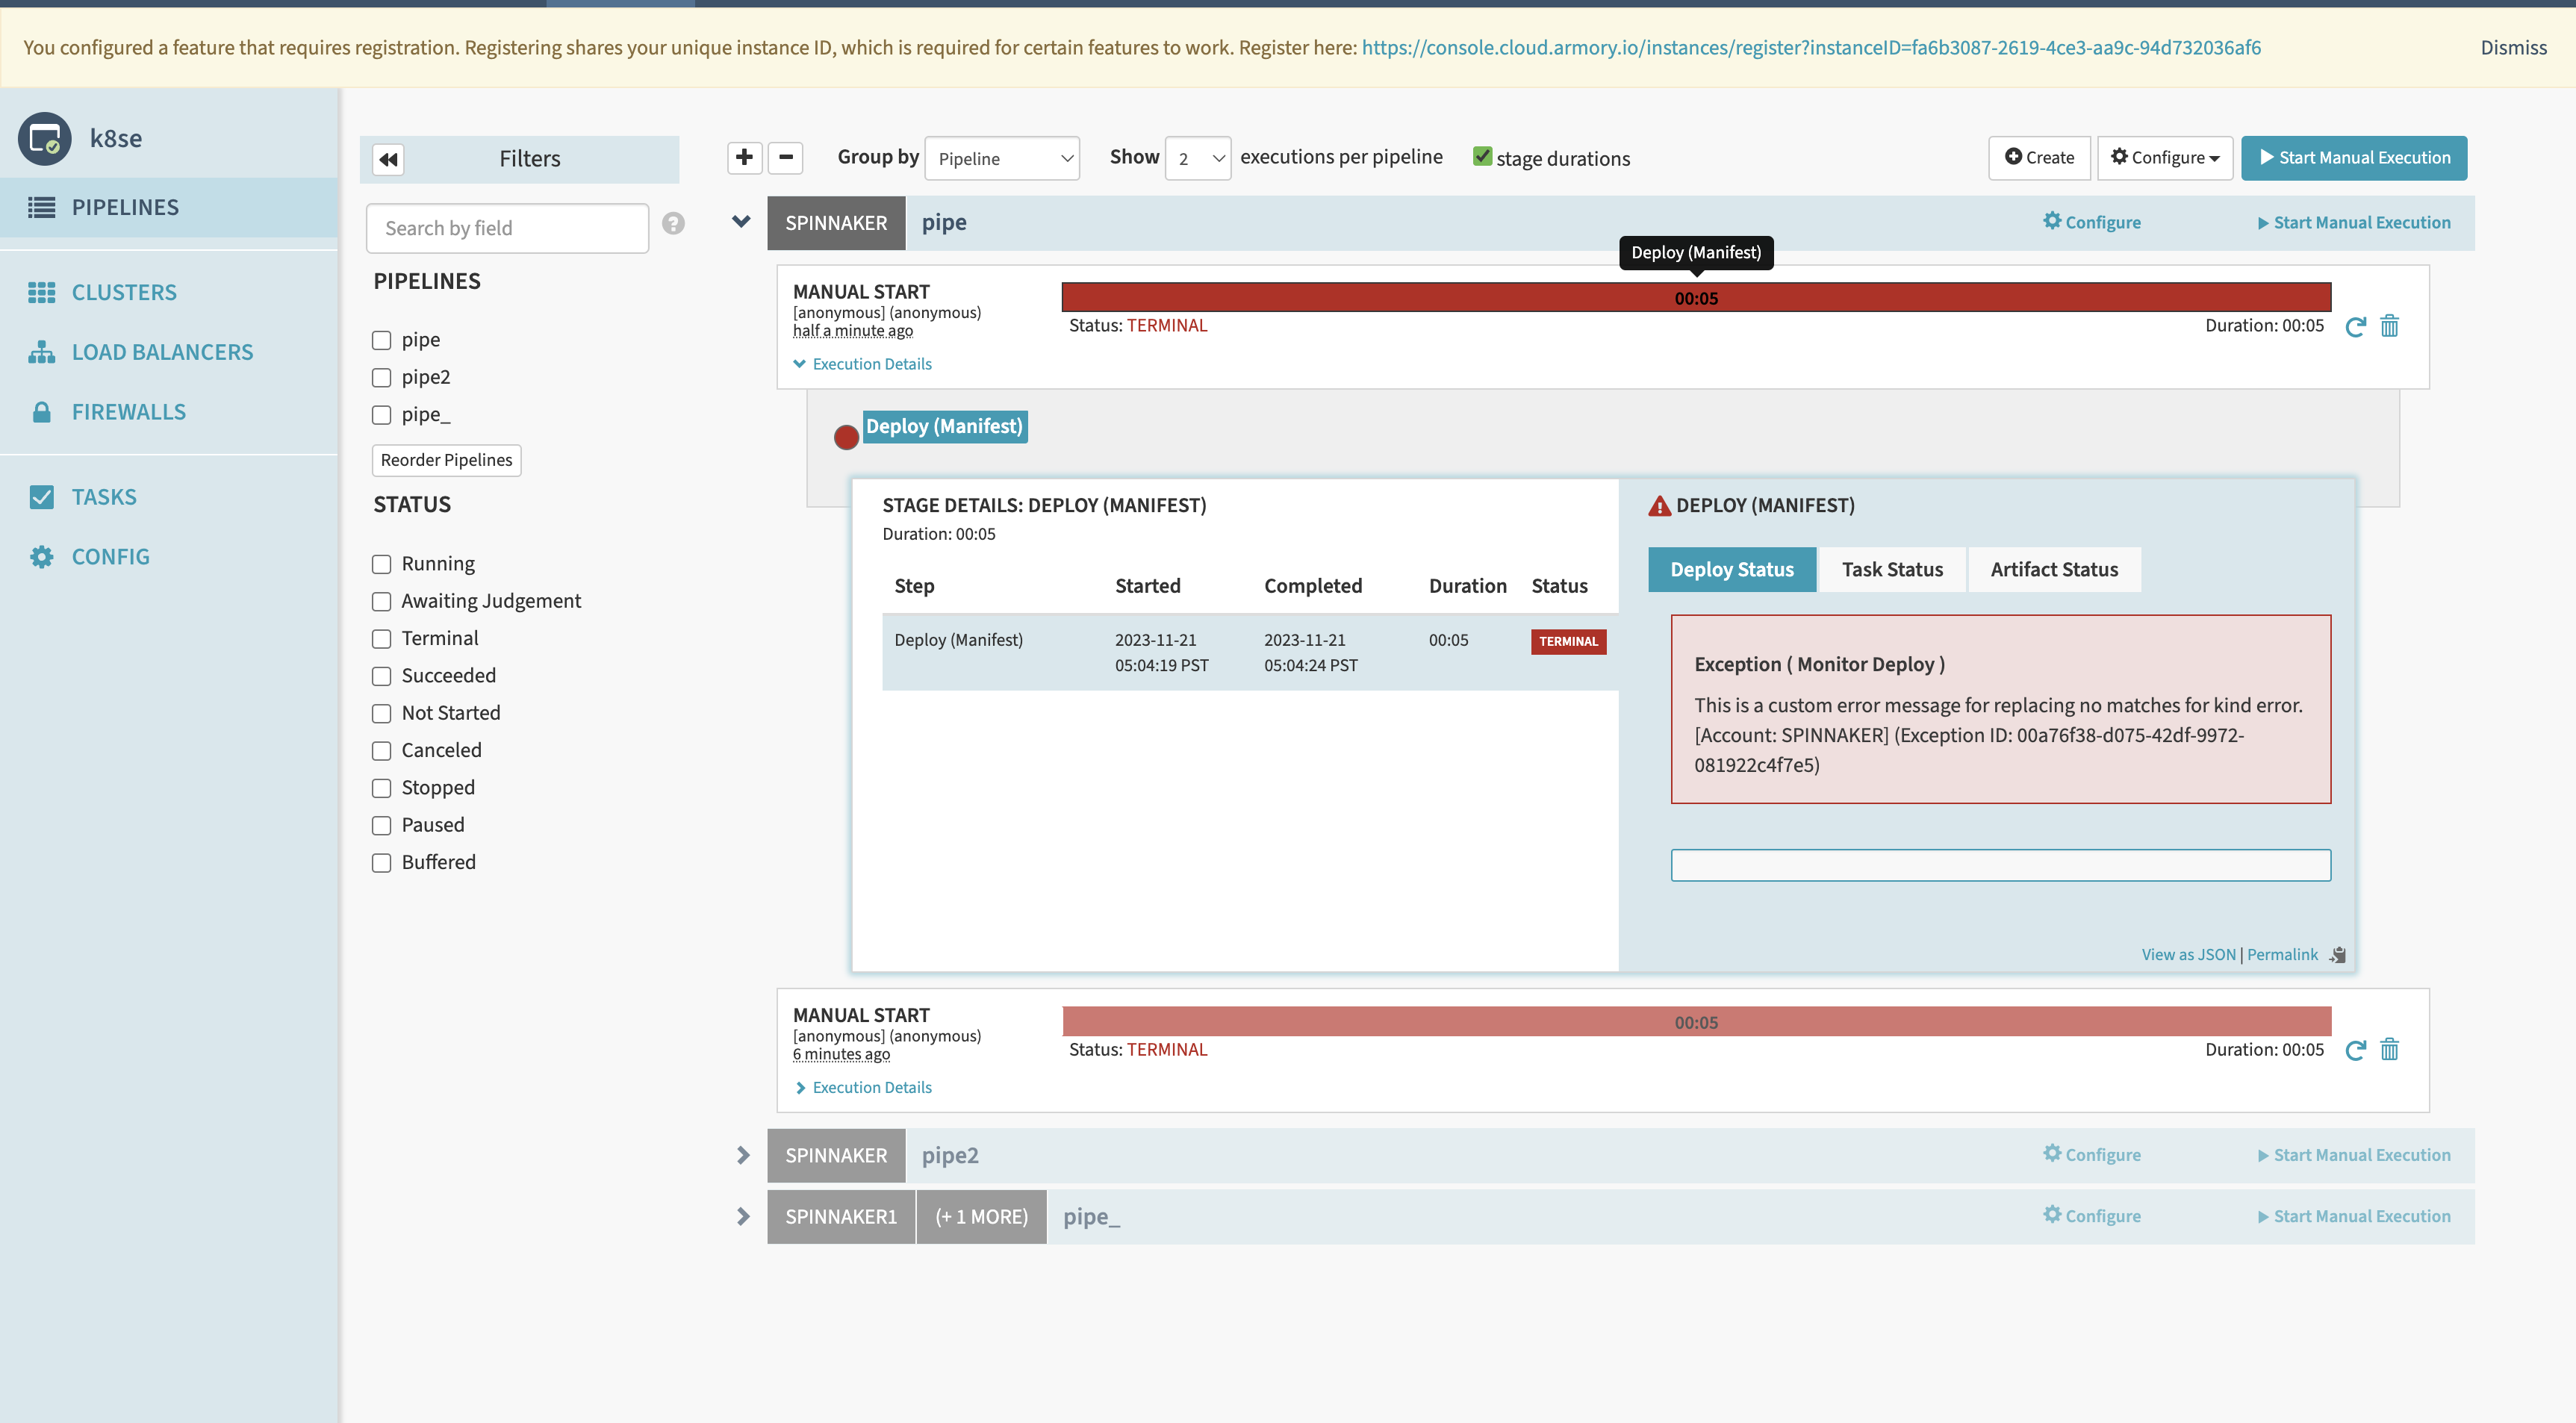 You configured a feature that requires registration. Registering shares your unique instance ID, which is required for certain features to work. Register here: https://console.cloud.armory.io/instances/register?instanceID=fa6b3087-2619-4ce3-aa9c-94d732036af6
Dismiss
k8se
PIPELINES
CLUSTERS
LOAD BALANCERS
FIREWALLS
TASKS
CONFIG
Filters
Search by field
?
PIPELINES
pipe
pipe2
pipe_
Reorder Pipelines
STATUS
Running
Awaiting Judgement
Terminal
Succeeded
Not Started
Canceled
Stopped
Paused
Buffered
Group by Pipeline Show 2 executions per pipeline stage durations
Create Configure Start Manual Execution
SPINNAKER pipe Configure Start Manual Execution
Deploy (Manifest)
MANUAL START
[anonymous] (anonymous)
half a minute ago
00:05
Status: TERMINAL Duration: 00:05
Execution Details
Deploy (Manifest)
STAGE DETAILS: DEPLOY (MANIFEST)
Duration: 00:05
Step Started Completed Duration Status
Deploy (Manifest) 2023-11-21 2023-11-21 00:05 TERMINAL
05:04:19 PST 05:04:24 PST
DEPLOY (MANIFEST)
Deploy Status Task Status Artifact Status
Exception ( Monitor Deploy )
This is a custom error message for replacing no matches for kind error.
[Account: SPINNAKER] (Exception ID: 00a76f38-d075-42df-9972-
081922c4f7e5)
View as JSON | Permalink
MANUAL START
[anonymous] (anonymous)
6 minutes ago
00:05
Status: TERMINAL Duration: 00:05
Execution Details
SPINNAKER pipe2 Configure Start Manual Execution
SPINNAKER1 (+ 1 MORE) pipe_ Configure Start Manual Execution